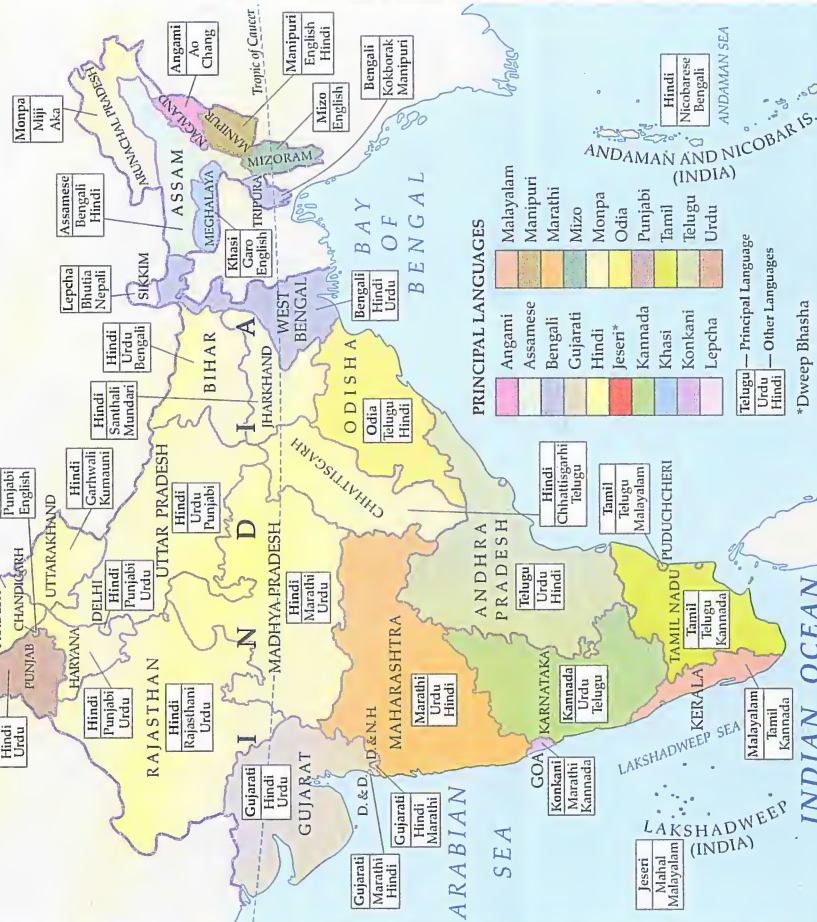 Hindi
Urdu
PUNJAB
CHANDIGARH
Punjabi
English
HARYANA
Hindi
Punjabi
Urdu
UTTARAKHAND
Hindi
Garhwali
Kumauni
DELHI
Hindi
Punjabi
Urdu
RAJASTHAN
Hindi
Rajasthani
Urdu
UTTAR PRADESH
Hindi
Urdu
Punjabi
BIHAR
Hindi
Urdu
Bengali
JHARKHAND
Hindi
Santhali
Mundari
SIKKIM
Lepcha
Bhutia
Nepali
WEST
BENGAL
Bengali
Hindi
Urdu
ASSAM
Assamese
Bengali
Hindi
ARUNACHAL PRADESH
Monpa
Miji
Aka
NAGALAND
Angami
Ao
Chang
MANIPUR
Manipuri
English
Hindi
MIZORAM
Mizo
English
TRIPURA
Bengali
Kokborak
Manipuri
MEGHALAYA
Khasi
Garo
English
Tropic of Caucer
INDIA
GUJARAT
Gujarati
Hindi
Urdu
MADHYA-PRADESH
Hindi
Marathi
Urdu
CHHATTISGARH
Hindi
Chhattisgarhi
Telugu
ODISHA
Odia
Telugu
Hindi
D. & D.
Gujarati
Marathi
Hindi
D. & N.H.
Gujarati
Hindi
Marathi
MAHARASHTRA
Marathi
Urdu
Hindi
ANDHRA
PRADESH
Telugu
Urdu
Hindi
GOA
Konkani
Marathi
Kannada
KARNATAKA
Kannada
Urdu
Telugu
TAMIL NADU
Tamil
Telugu
Kannada
PUDUCHCHERI
Tamil
Telugu
Malayalam
KERALA
Malayalam
Tamil
Kannada
LAKSHADWEEP
(INDIA)
Jeseri
Mahal
Malayalam
LAKSHADWEEP SEA
ARABIAN
SEA
BAY
OF
BENGAL
INDIAN OCEAN
ANDAMAN SEA
ANDAMAN AND NICOBAR IS.
(INDIA)
Hindi
Nicobarese
Bengali
PRINCIPAL LANGUAGES
Angami
Assamese
Bengali
Gujarati
Hindi
Jeseri*
Kannada
Khasi
Konkani
Lepcha
Malayalam
Manipuri
Marathi
Mizo
Monpa
Odia
Punjabi
Tamil
Telugu
Urdu
Telugu — Principal Language
Urdu
Hindi — Other Languages
*Dweep Bhasha